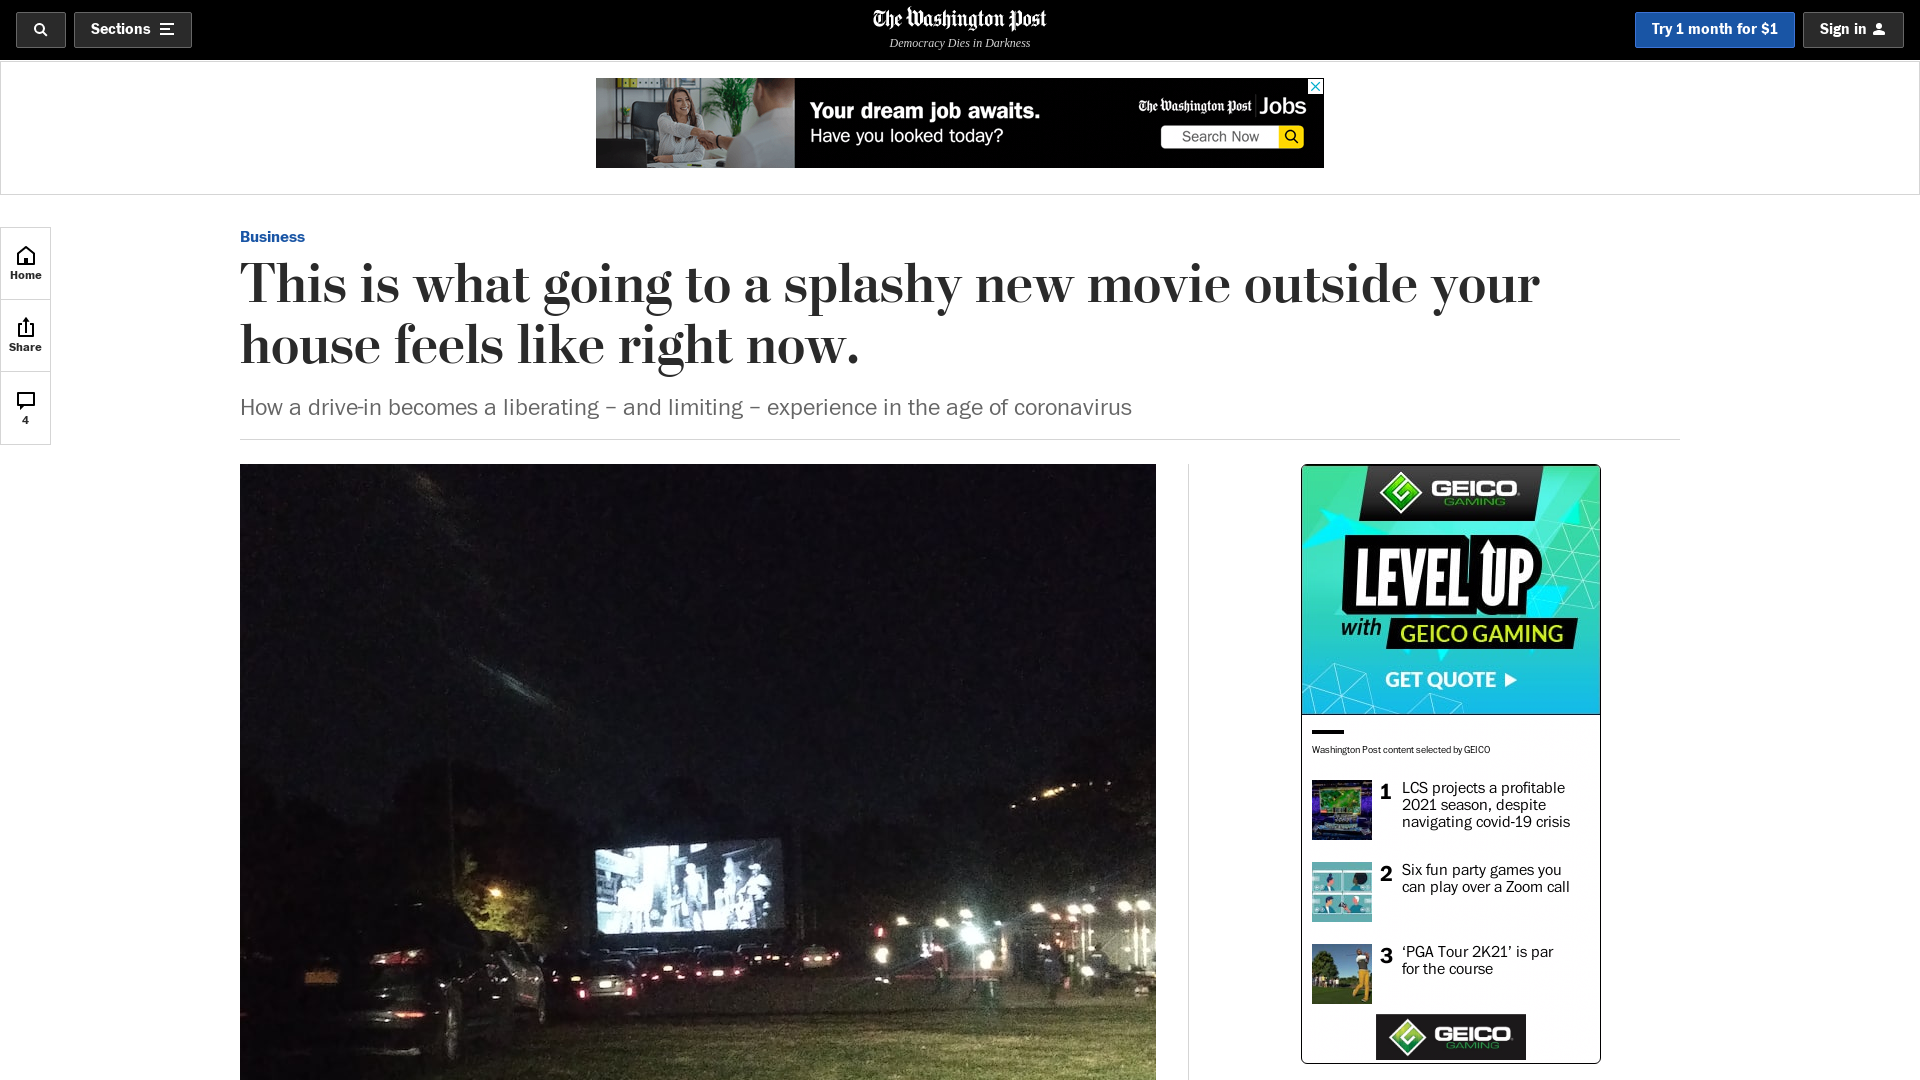 Sections
The Washington Post
Democracy Dies in Darkness
Try 1 month for $1
Sign in
Your dream job awaits.
Have you looked today?
The Washington Post Jobs
Search Now
Home
Share
4
Business
This is what going to a splashy new movie outside your
house feels like right now.
How a drive-in becomes a liberating – and limiting – experience in the age of coronavirus
GEICO
GAMING
LEVEL UP
with GEICO GAMING
GET QUOTE
Washington Post content selected by GEICO
1 LCS projects a profitable
2021 season, despite
navigating covid-19 crisis
2 Six fun party games you
can play over a Zoom call
3 ‘PGA Tour 2K21’ is par
for the course
GEICO
GAMING